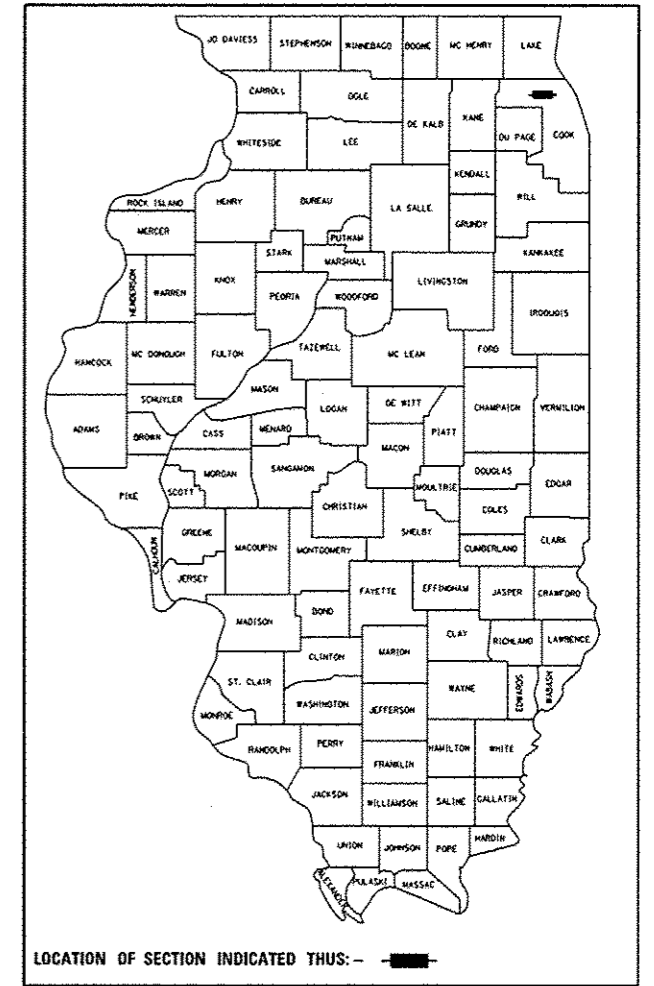 JO DAVIESS STEPHENSON WINNEBAGO BOONE MC HENRY LAKE
CARROLL OGLE DE KALB KANE DU PAGE COOK
WHITESIDE LEE
KENDALL WILL
ROCK ISLAND HENRY BUREAU LA SALLE GRUNDY
MERCER PUTNAM KANKAKEE
STARK MARSHALL
HENDERSON WARREN KNOX PEORIA WOODFORD LIVINGSTON IROQUOIS
HANCOCK MC DONOUGH FULTON TAZEWELL MC LEAN FORD
MASON
SCHUYLER LOGAN DE WITT CHAMPAIGN VERMILION
ADAMS BROWN CASS MENARD MACON PIATT
MORGAN SANGAMON DOUGLAS EDGAR
PIKE SCOTT CHRISTIAN MOULTRIE COLES
GREENE MACOUPIN MONTGOMERY SHELBY CUMBERLAND CLARK
CALHOUN JERSEY FAYETTE EFFINGHAM JASPER CRAWFORD
MADISON BOND CLAY RICHLAND LAWRENCE
CLINTON MARION
ST. CLAIR WASHINGTON WAYNE EDWARDS WABASH
MONROE JEFFERSON
RANDOLPH PERRY HAMILTON WHITE
FRANKLIN
JACKSON WILLIAMSON SALINE GALLATIN
UNION JOHNSON POPE HARDIN
ALEXANDER PULASKI MASSAC
LOCATION OF SECTION INDICATED THUS:-